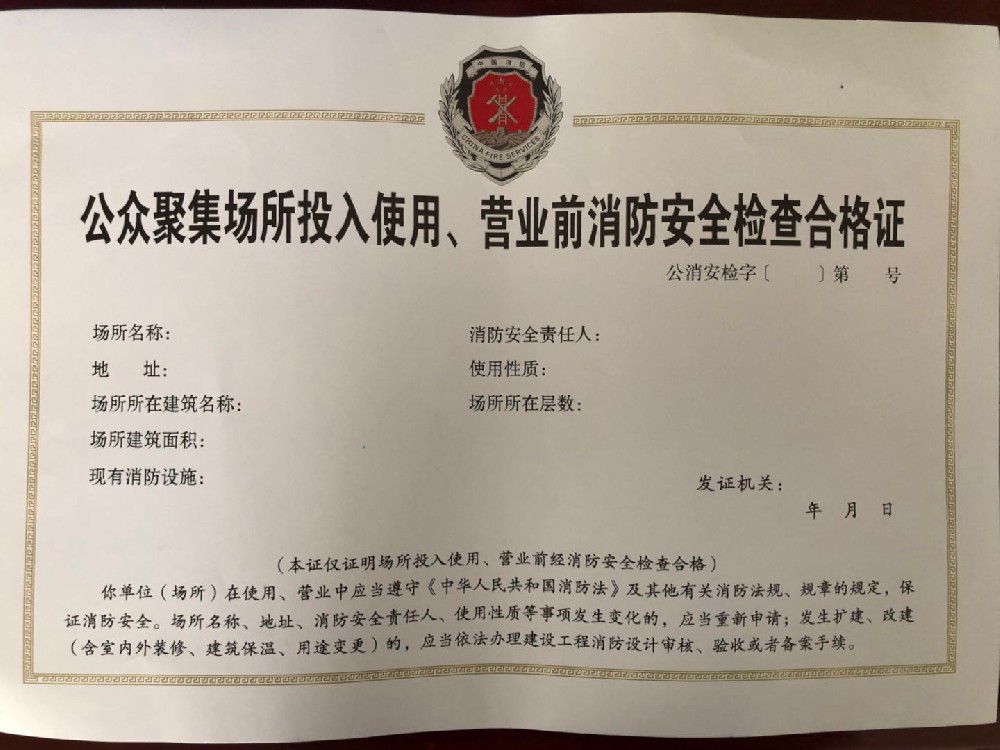 中国消防
CHINA FIRE SERVICES
公众聚集场所投入使用、营业前消防安全检查合格证
公消安检字〔 〕第 号
场所名称: 消防安全责任人:
地 址: 使用性质:
场所所在建筑名称: 场所所在层数:
场所建筑面积:
现有消防设施:
发证机关:
年 月 日
(本证仅证明场所投入使用、营业前经消防安全检查合格)
你单位(场所)在使用、营业中应当遵守《中华人民共和国消防法》及其他有关消防法规、规章的规定,保
证消防安全。场所名称、地址、消防安全责任人、使用性质等事项发生变化的,应当重新申请;发生扩建、改建
(含室内外装修、建筑保温、用途变更)的,应当依法办理建设工程消防设计审核、验收或者备案手续。